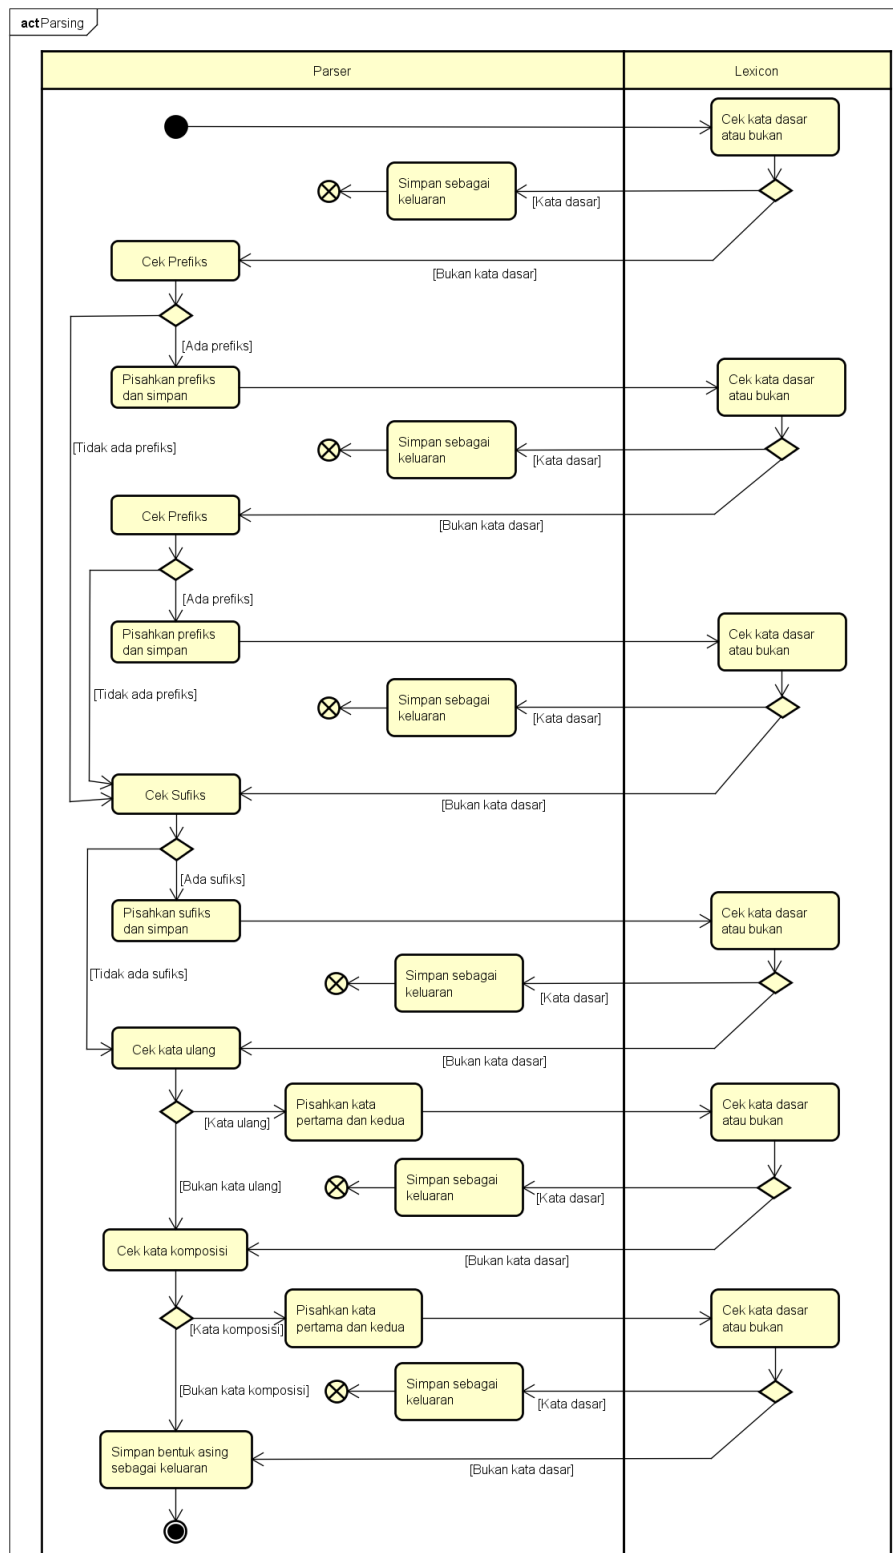 act Parsing
Parser
Lexicon
Cek kata dasar
atau bukan
Simpan sebagai
keluaran
[Kata dasar]
Cek Prefiks
[Bukan kata dasar]
[Ada prefiks]
Pisahkan prefiks
dan simpan
Cek kata dasar
atau bukan
[Tidak ada prefiks]
Simpan sebagai
keluaran
[Kata dasar]
Cek Prefiks
[Bukan kata dasar]
[Ada prefiks]
Pisahkan prefiks
dan simpan
Cek kata dasar
atau bukan
[Tidak ada prefiks]
Simpan sebagai
keluaran
[Kata dasar]
Cek Sufiks
[Bukan kata dasar]
[Ada sufiks]
Pisahkan sufiks
dan simpan
Cek kata dasar
atau bukan
[Tidak ada sufiks]
Simpan sebagai
keluaran
[Kata dasar]
Cek kata ulang
[Bukan kata dasar]
[Kata ulang]
Pisahkan kata
pertama dan kedua
Cek kata dasar
atau bukan
[Bukan kata ulang]
Simpan sebagai
keluaran
[Kata dasar]
Cek kata komposisi
[Bukan kata dasar]
[Kata komposisi]
Pisahkan kata
pertama dan kedua
Cek kata dasar
atau bukan
[Bukan kata komposisi]
Simpan sebagai
keluaran
[Kata dasar]
Simpan bentuk asing
sebagai keluaran
[Bukan kata dasar]